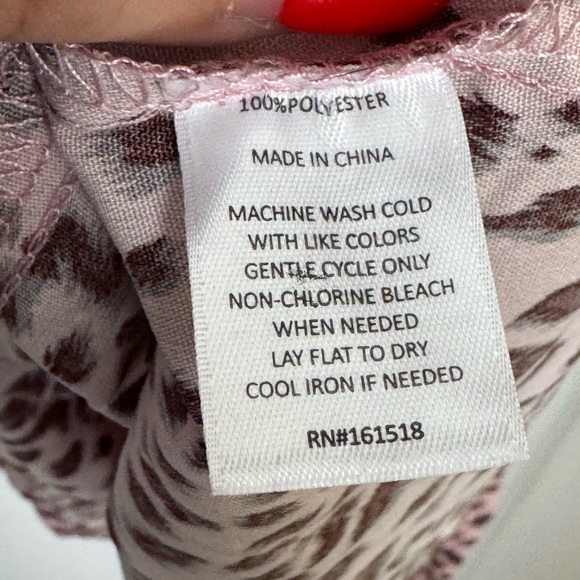 100%POLYESTER
MADE IN CHINA
MACHINE WASH COLD
WITH LIKE COLORS
GENTLE CYCLE ONLY
NON-CHLORINE BLEACH
WHEN NEEDED
LAY FLAT TO DRY
COOL IRON IF NEEDED
RN#161518